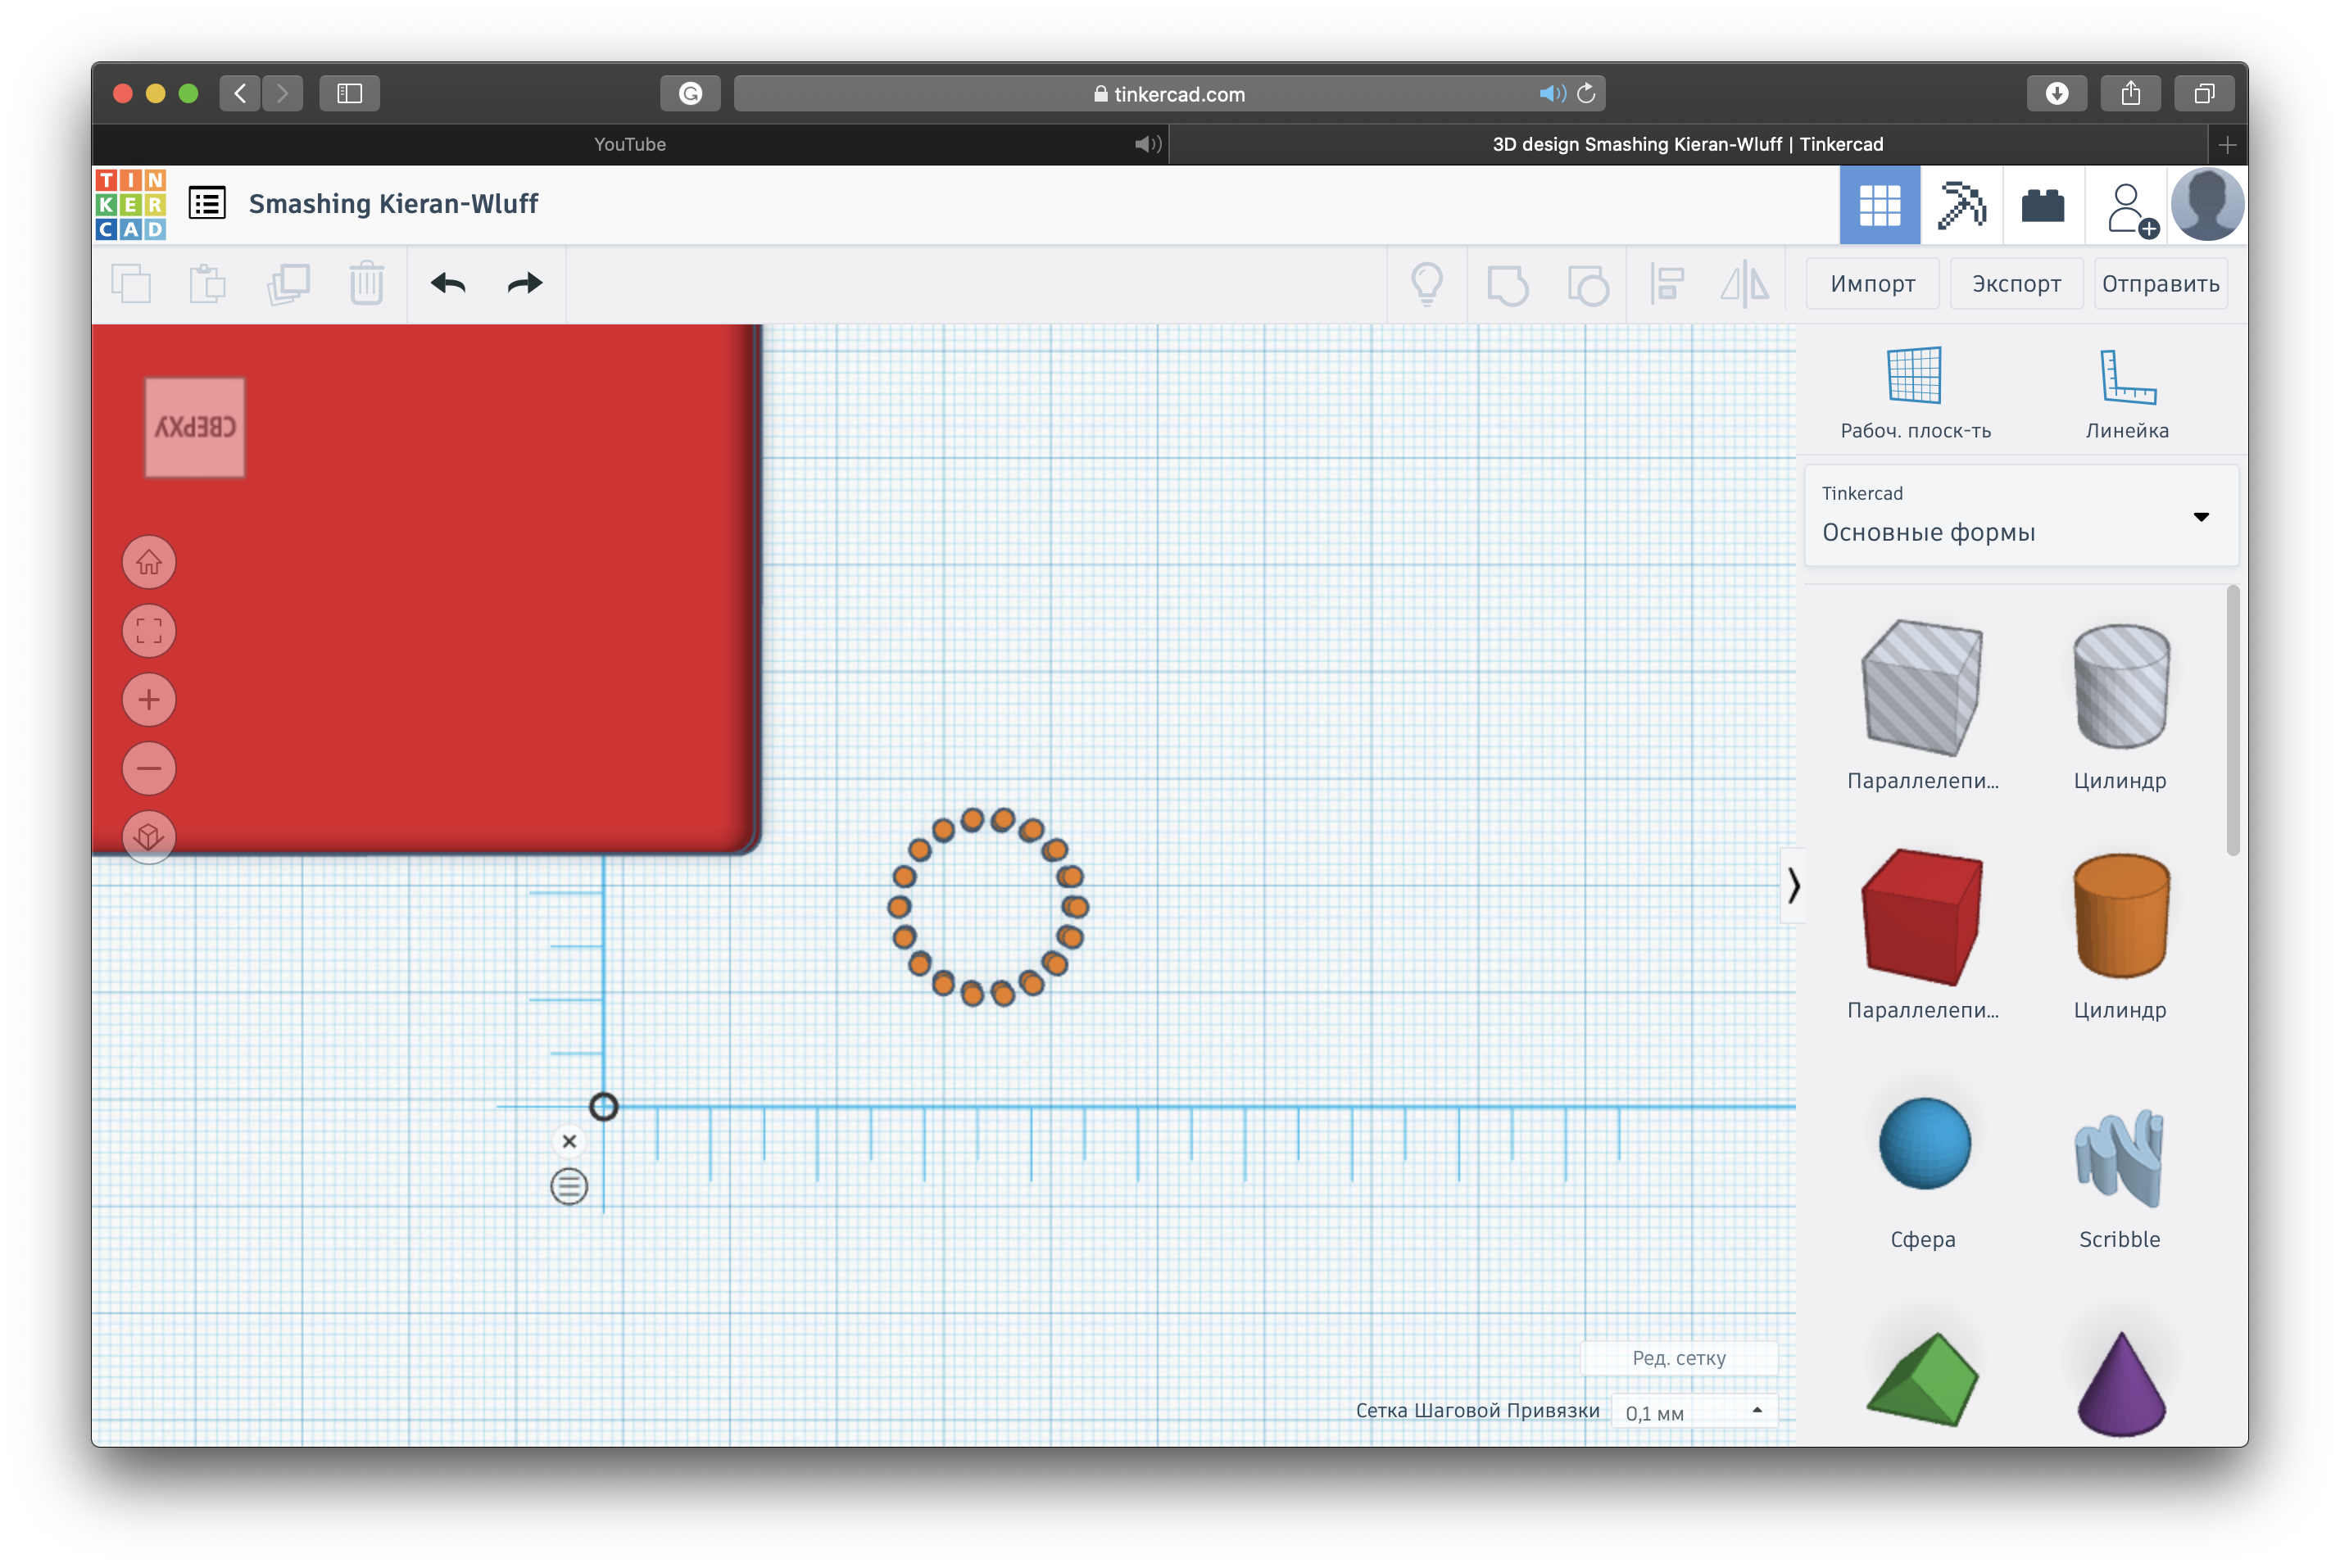 tinkercad.com
YouTube
3D design Smashing Kieran-Wluff | Tinkercad
TIN
KER
CAD
Smashing Kieran-Wluff
Импорт
Экспорт
Отправить
СВЕРХУ
Рабоч. плоск-ть
Линейка
Tinkercad
Основные формы
Параллелепи...
Цилиндр
Параллелепи...
Цилиндр
Сфера
Scribble
Ред. сетку
Сетка Шаговой Привязки
0,1 мм